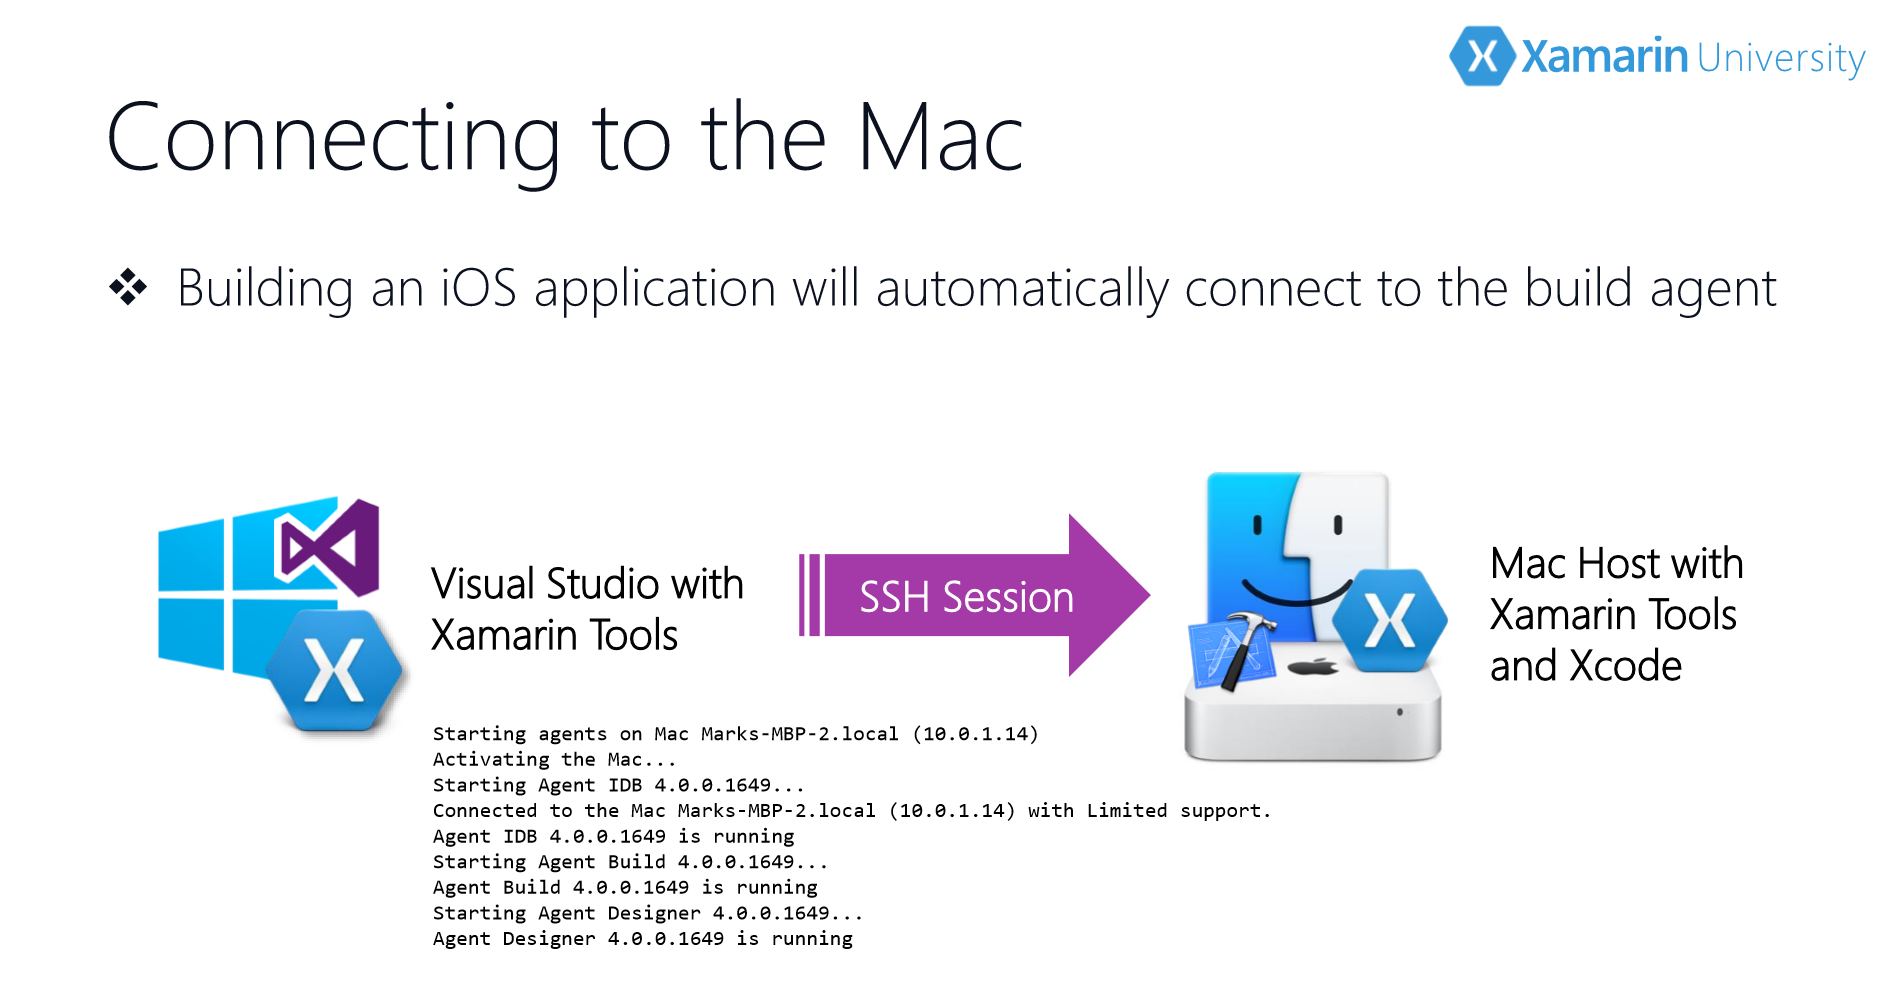 Xamarin University
Connecting to the Mac
❖ Building an iOS application will automatically connect to the build agent
Visual Studio with
Xamarin Tools
SSH Session
Mac Host with
Xamarin Tools
and Xcode
Starting agents on Mac Marks-MBP-2.local (10.0.1.14)
Activating the Mac...
Starting Agent IDB 4.0.0.1649...
Connected to the Mac Marks-MBP-2.local (10.0.1.14) with Limited support.
Agent IDB 4.0.0.1649 is running
Starting Agent Build 4.0.0.1649...
Agent Build 4.0.0.1649 is running
Starting Agent Designer 4.0.0.1649...
Agent Designer 4.0.0.1649 is running